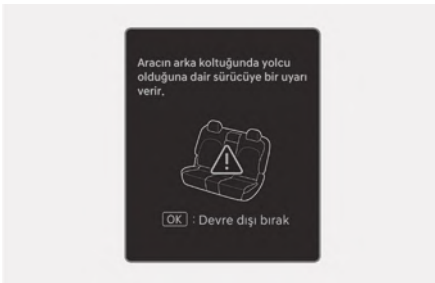 Aracın arka koltuğunda yolcu
olduğuna dair sürücüye bir uyarı
verir.
OK : Devre dışı bırak